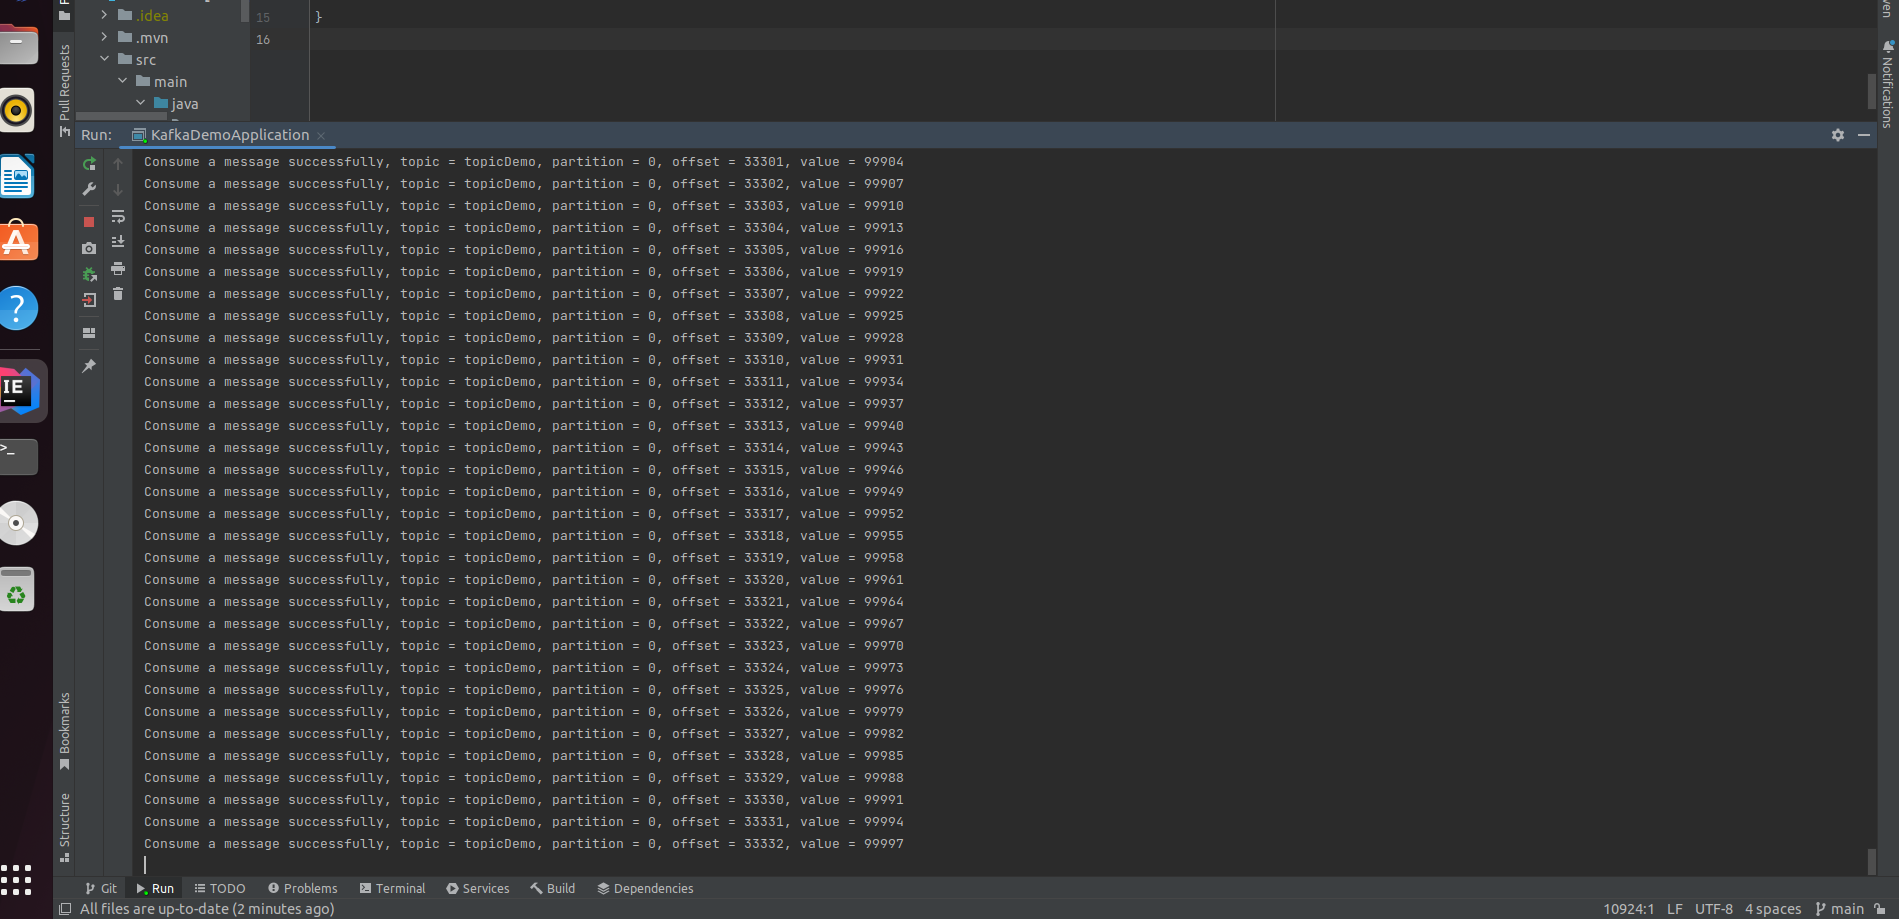 .idea
.mvn
src
main
java
15 }
16
Pull Requests
Notifications
Run: KafkaDemoApplication
Consume a message successfully, topic = topicDemo, partition = 0, offset = 33301, value = 99904
Consume a message successfully, topic = topicDemo, partition = 0, offset = 33302, value = 99907
Consume a message successfully, topic = topicDemo, partition = 0, offset = 33303, value = 99910
Consume a message successfully, topic = topicDemo, partition = 0, offset = 33304, value = 99913
Consume a message successfully, topic = topicDemo, partition = 0, offset = 33305, value = 99916
Consume a message successfully, topic = topicDemo, partition = 0, offset = 33306, value = 99919
Consume a message successfully, topic = topicDemo, partition = 0, offset = 33307, value = 99922
Consume a message successfully, topic = topicDemo, partition = 0, offset = 33308, value = 99925
Consume a message successfully, topic = topicDemo, partition = 0, offset = 33309, value = 99928
Consume a message successfully, topic = topicDemo, partition = 0, offset = 33310, value = 99931
Consume a message successfully, topic = topicDemo, partition = 0, offset = 33311, value = 99934
Consume a message successfully, topic = topicDemo, partition = 0, offset = 33312, value = 99937
Consume a message successfully, topic = topicDemo, partition = 0, offset = 33313, value = 99940
Consume a message successfully, topic = topicDemo, partition = 0, offset = 33314, value = 99943
Consume a message successfully, topic = topicDemo, partition = 0, offset = 33315, value = 99946
Consume a message successfully, topic = topicDemo, partition = 0, offset = 33316, value = 99949
Consume a message successfully, topic = topicDemo, partition = 0, offset = 33317, value = 99952
Consume a message successfully, topic = topicDemo, partition = 0, offset = 33318, value = 99955
Consume a message successfully, topic = topicDemo, partition = 0, offset = 33319, value = 99958
Consume a message successfully, topic = topicDemo, partition = 0, offset = 33320, value = 99961
Consume a message successfully, topic = topicDemo, partition = 0, offset = 33321, value = 99964
Consume a message successfully, topic = topicDemo, partition = 0, offset = 33322, value = 99967
Consume a message successfully, topic = topicDemo, partition = 0, offset = 33323, value = 99970
Consume a message successfully, topic = topicDemo, partition = 0, offset = 33324, value = 99973
Consume a message successfully, topic = topicDemo, partition = 0, offset = 33325, value = 99976
Consume a message successfully, topic = topicDemo, partition = 0, offset = 33326, value = 99979
Consume a message successfully, topic = topicDemo, partition = 0, offset = 33327, value = 99982
Consume a message successfully, topic = topicDemo, partition = 0, offset = 33328, value = 99985
Consume a message successfully, topic = topicDemo, partition = 0, offset = 33329, value = 99988
Consume a message successfully, topic = topicDemo, partition = 0, offset = 33330, value = 99991
Consume a message successfully, topic = topicDemo, partition = 0, offset = 33331, value = 99994
Consume a message successfully, topic = topicDemo, partition = 0, offset = 33332, value = 99997
IE
Bookmarks
Structure
Git Run TODO Problems Terminal Services Build Dependencies
All files are up-to-date (2 minutes ago) 10924:1 LF UTF-8 4 spaces main